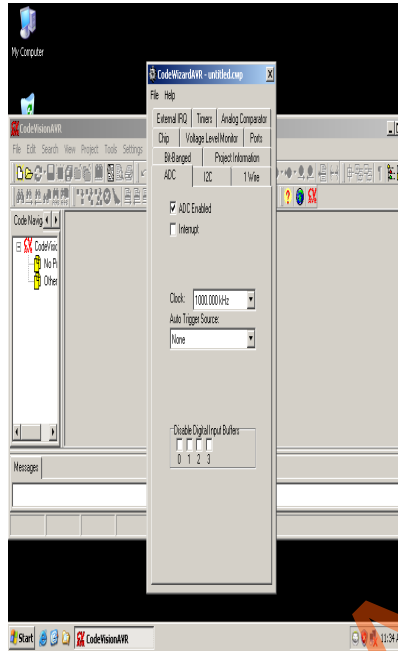 My Computer
CodeWizardAVR - untitled.cwp
File Help
External IRQ Timers Analog Comparator
Chip Voltage Level Monitor Ports
Bit-Banged Project Information
ADC I2C 1 Wire
ADC Enabled
Interrupt
Clock: 1000.000 kHz
Auto Trigger Source:
None
Disable Digital Input Buffers
0 1 2 3
CodeVisionAVR
File Edit Search View Project Tools Settings
Code Navig
CodeVisio
No Pr
Other
Messages
Start CodeVisionAVR 11:34 A